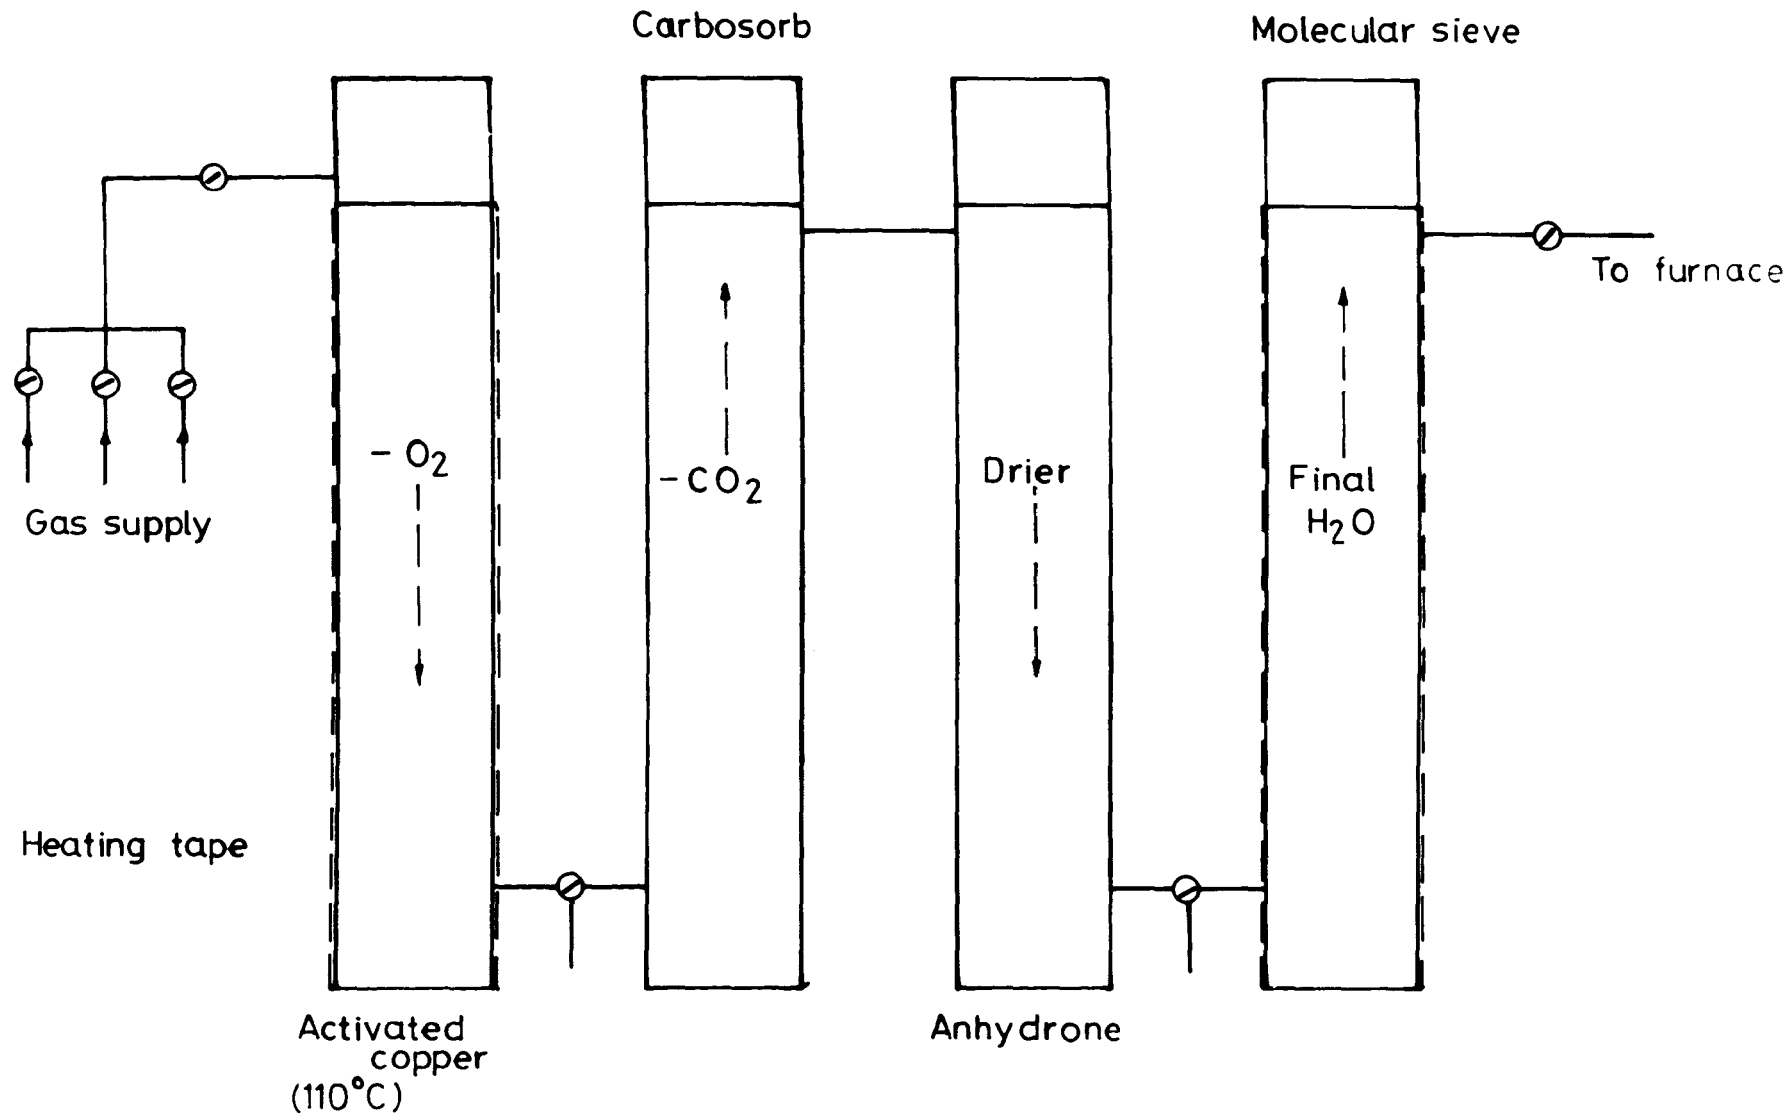 Carbosorb
Molecular sieve
To furnace
- O2
- CO2
Drier
Final
H2O
Gas supply
Heating tape
Activated
copper
(110°C)
Anhydrone